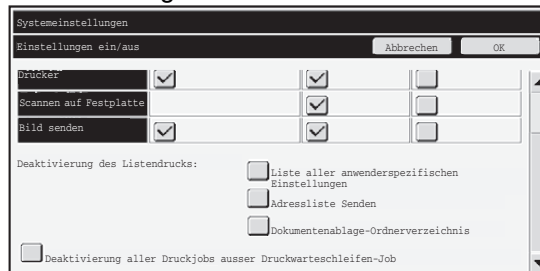 Systemeinstellungen
Einstellungen ein/aus
Abbrechen
OK
Drucker
Scannen auf Festplatte
Bild senden
Deaktivierung des Listendrucks:
Liste aller anwenderspezifischen
Einstellungen
Adressliste Senden
Dokumentenablage-Ordnerverzeichnis
Deaktivierung aller Druckjobs ausser Druckwarteschleifen-Job